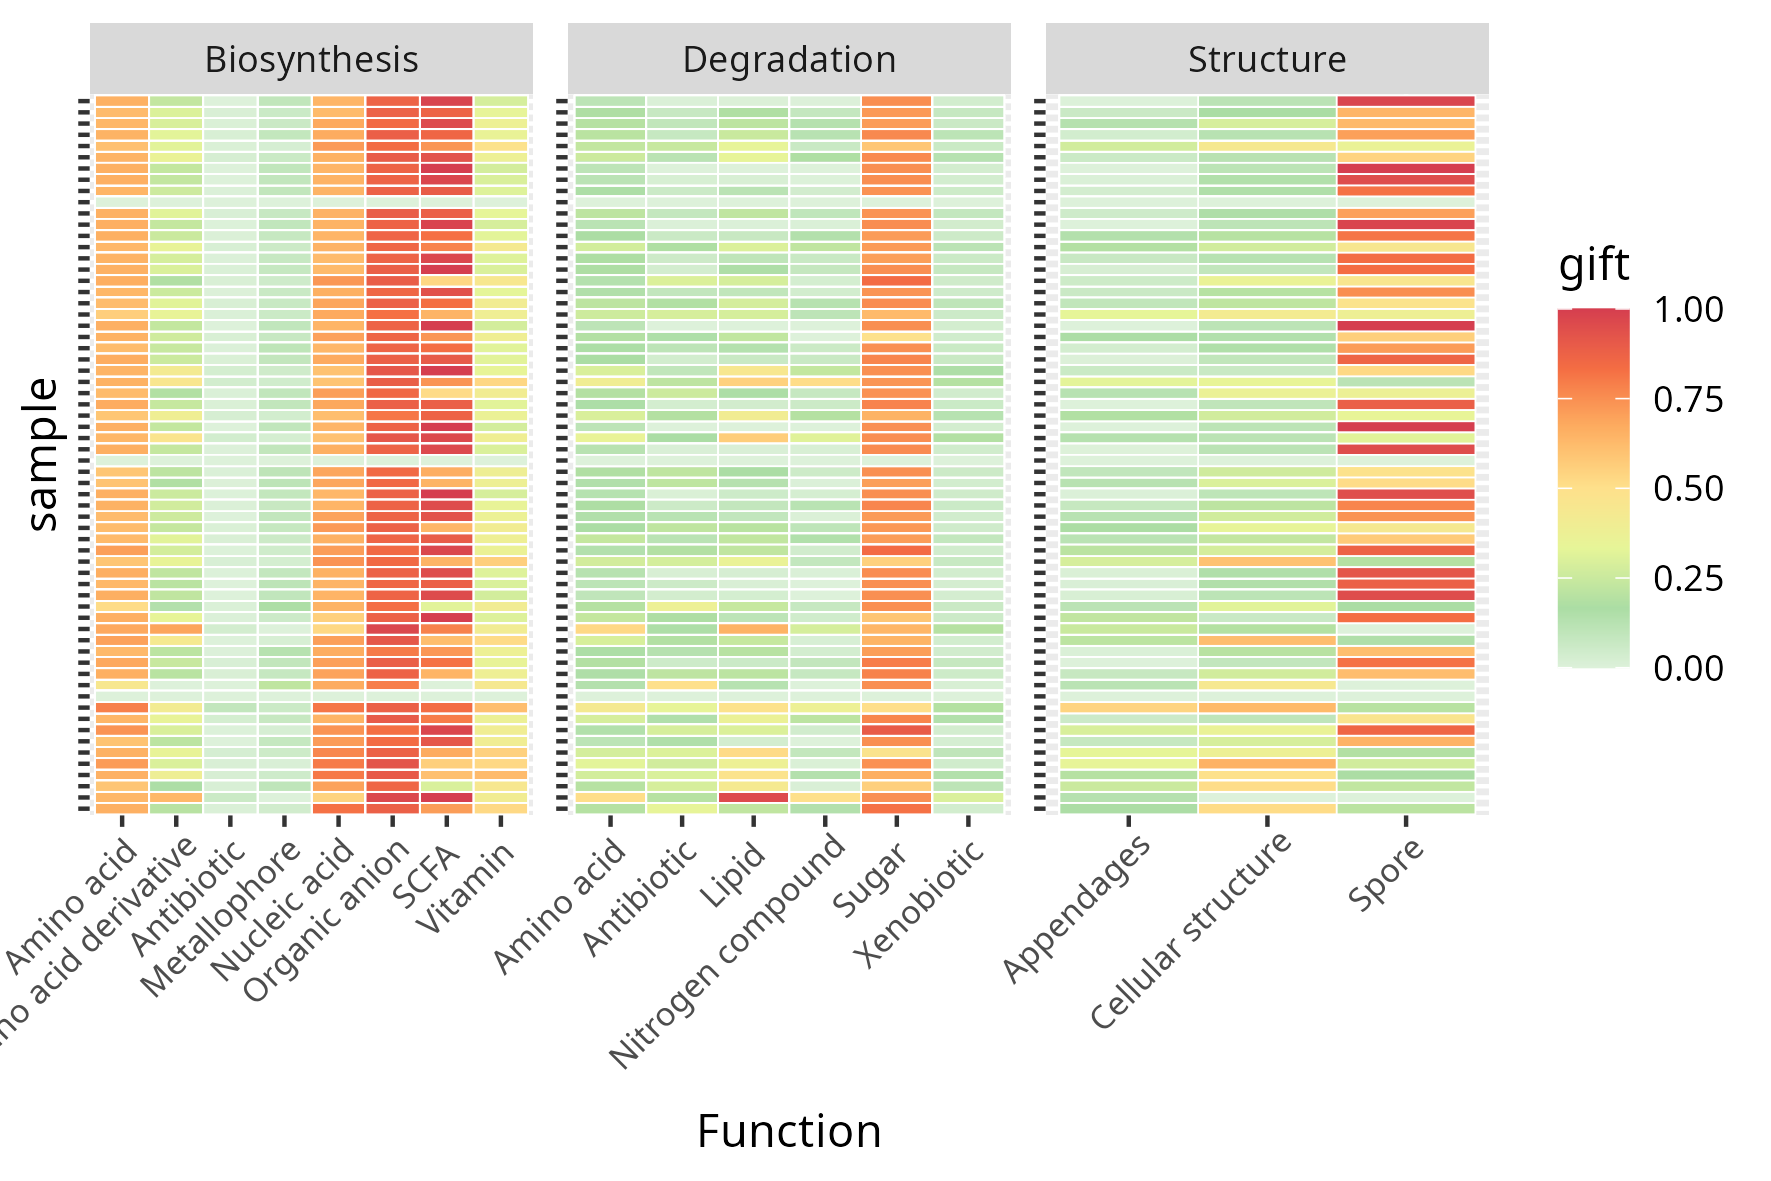 Biosynthesis
Degradation
Structure
sample
gift
1.00
0.75
0.50
0.25
0.00
Amino acid
acid derivative
Antibiotic
Metallophore
Nucleic acid
Organic anion
SCFA
Vitamin
Amino acid
Antibiotic
Lipid
Nitrogen compound
Sugar
Xenobiotic
Appendages
Cellular structure
Spore
Function